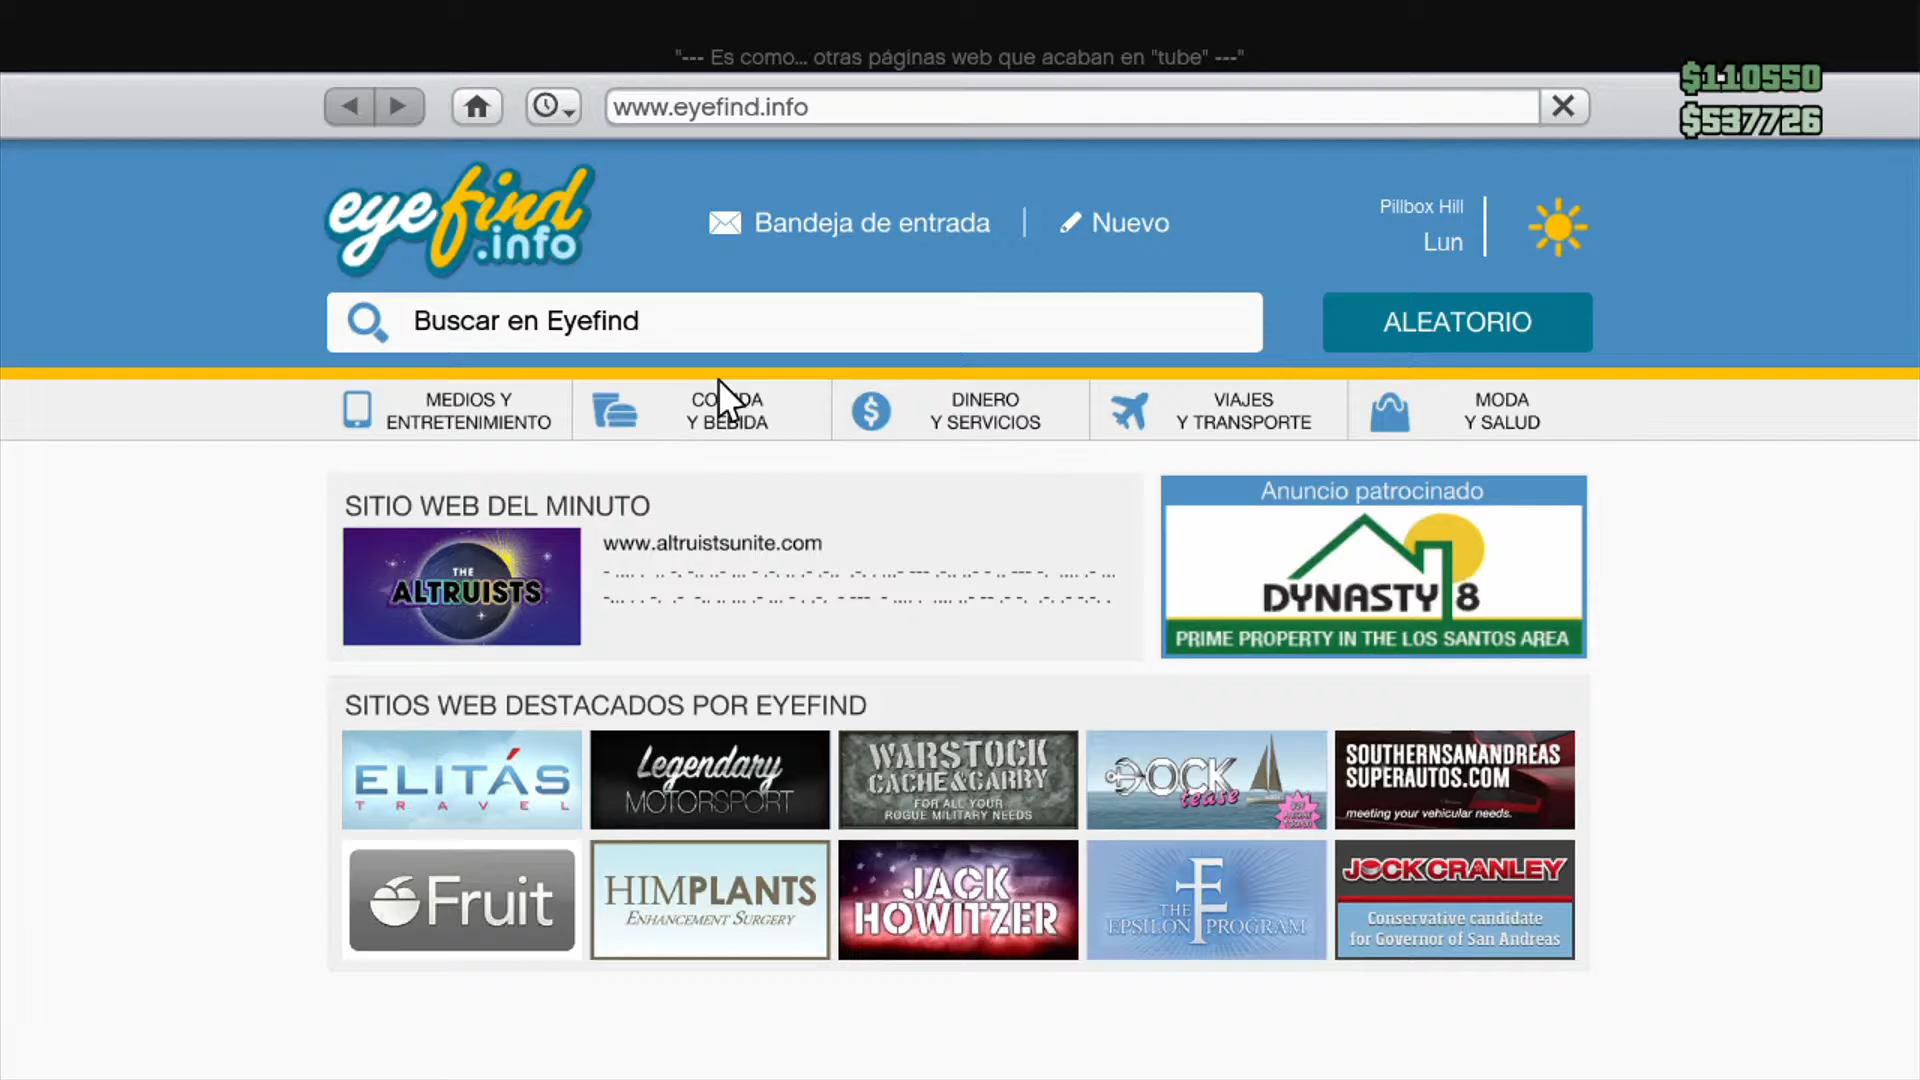 "--- Es como... otras páginas web que acaban en "tube" ---"
$110550
$537726
www.eyefind.info
eyefind
.info
Bandeja de entrada
Nuevo
Pillbox Hill
Lun
Buscar en Eyefind
ALEATORIO
MEDIOS Y
ENTRETENIMIENTO
Y BEBIDA
DINERO
Y SERVICIOS
VIAJES
Y TRANSPORTE
MODA
Y SALUD
SITIO WEB DEL MINUTO
THE
ALTRUISTS
www.altruistsunite.com
Anuncio patrocinado
DYNASTY 8
PRIME PROPERTY IN THE LOS SANTOS AREA
SITIOS WEB DESTACADOS POR EYEFIND
ELITÁS
TRAVEL
Legendary
MOTORSPORT
WARSTOCK
CACHE & CARRY
FOR ALL YOUR
ROGUE MILITARY NEEDS
DOCK
tease
SOUTHERNSANANDREAS
SUPERAUTOS.COM
meeting your vehicular needs.
Fruit
HIMPLANTS
ENHANCEMENT SURGERY
JACK
HOWITZER
THE
EPSILON PROGRAM
JOCK CRANLEY
Conservative candidate
for Governor of San Andreas